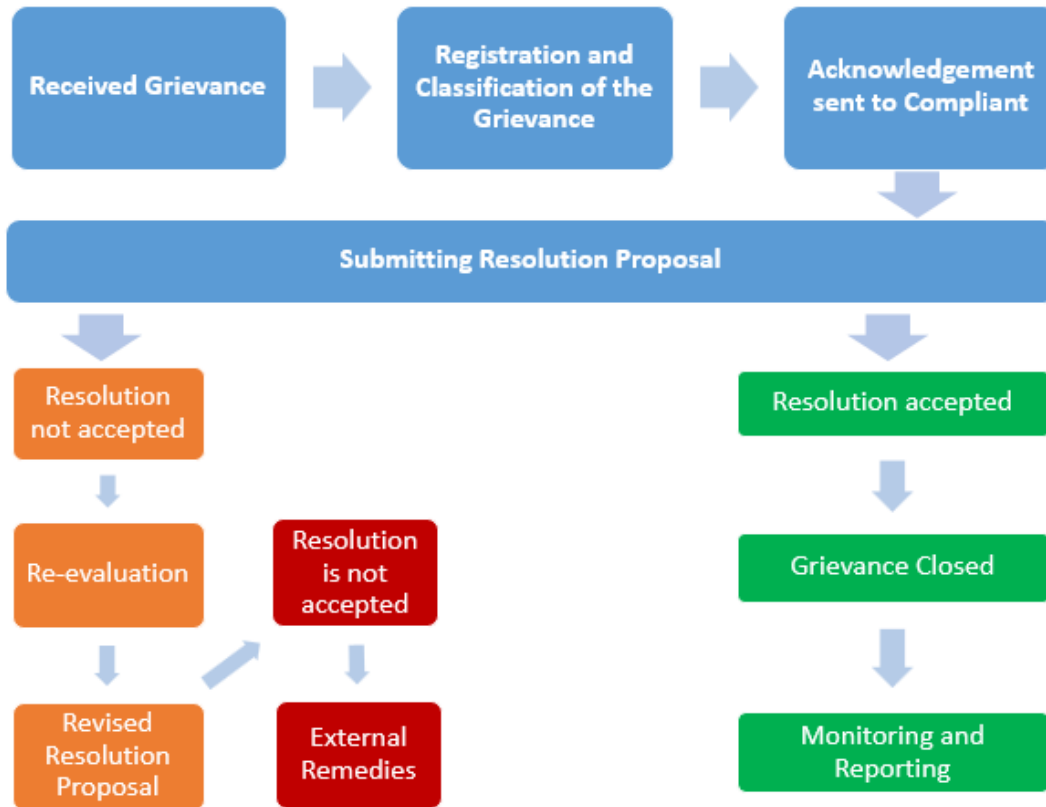 Received Grievance
Registration and
Classification of the
Grievance
Acknowledgement
sent to Compliant
Submitting Resolution Proposal
Resolution
not accepted
Resolution accepted
Re-evaluation
Resolution
is not
accepted
Grievance Closed
Revised
Resolution
Proposal
External
Remedies
Monitoring and
Reporting